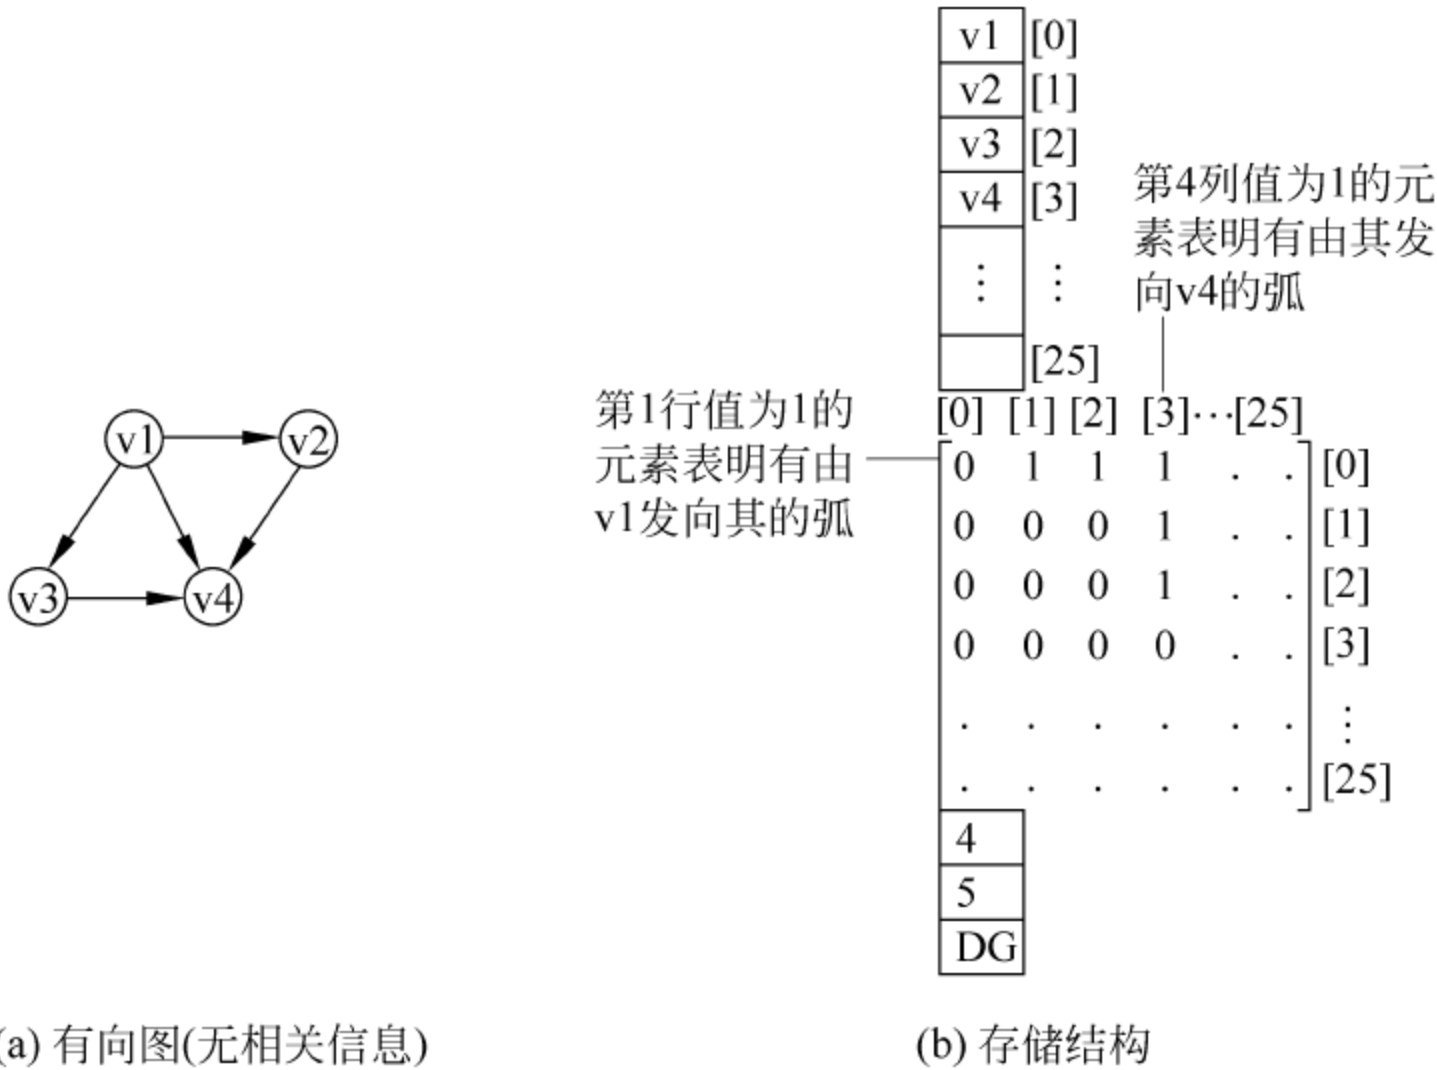 v1 [0]
v2 [1]
v3 [2]
v4 [3]
⋮ ⋮
[25]
第4列值为1的元
素表明有由其发
向v4的弧
第1行值为1的
元素表明有由
v1发向其的弧
[0] [1] [2] [3]…[25]
0 1 1 1 . . [0]
0 0 0 1 . . [1]
0 0 0 1 . . [2]
0 0 0 0 . . [3]
. . . . . . ⋮
. . . . . . [25]
4
5
DG
v1 v2
v3 v4
(a) 有向图(无相关信息)
(b) 存储结构